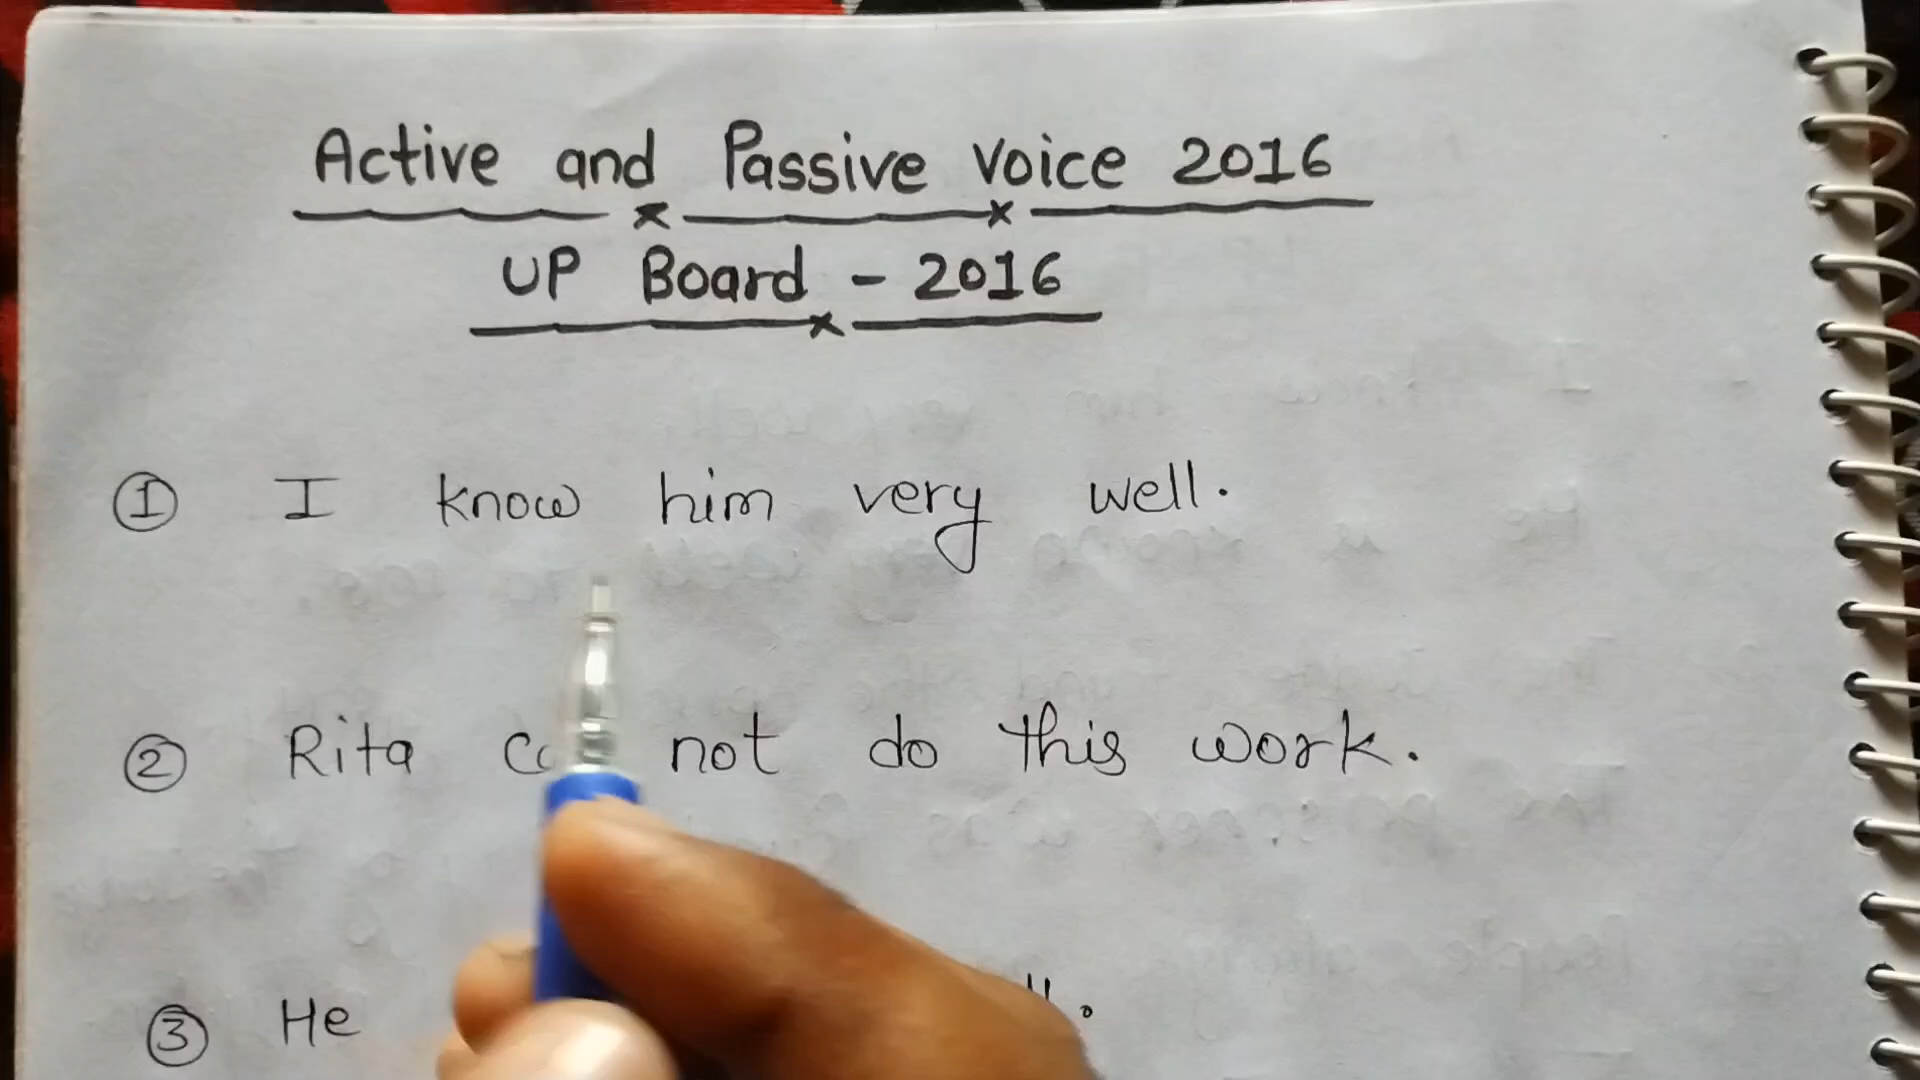 Active and Passive Voice 2016
UP Board - 2016
① I know him very well.
② Rita not do this work.
③ He